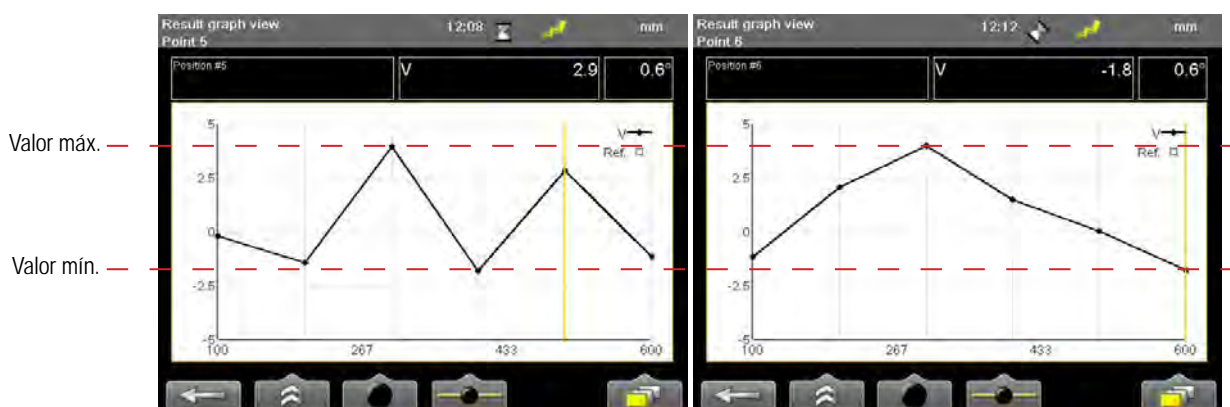 Result graph view 12:08 mm
Point 5
Position #5 V 2.9 0.6°
Valor máx.
Valor mín.
5
2.5
0
-2.5
-5
V
Ref.
100 267 433 600
Result graph view 12:12 mm
Point 6
Position #6 V -1.8 0.6°
5
2.5
0
-2.5
-5
V
Ref.
100 267 433 600